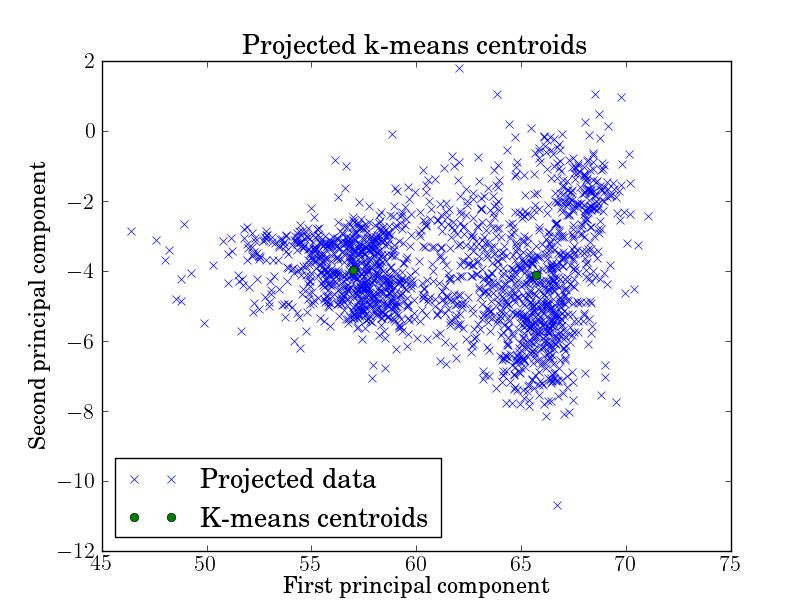 Projected k-means centroids
2
0
−2
−4
−6
−8
−10
−12
Second principal component
Projected data
K-means centroids
45 50 55 60 65 70 75
First principal component